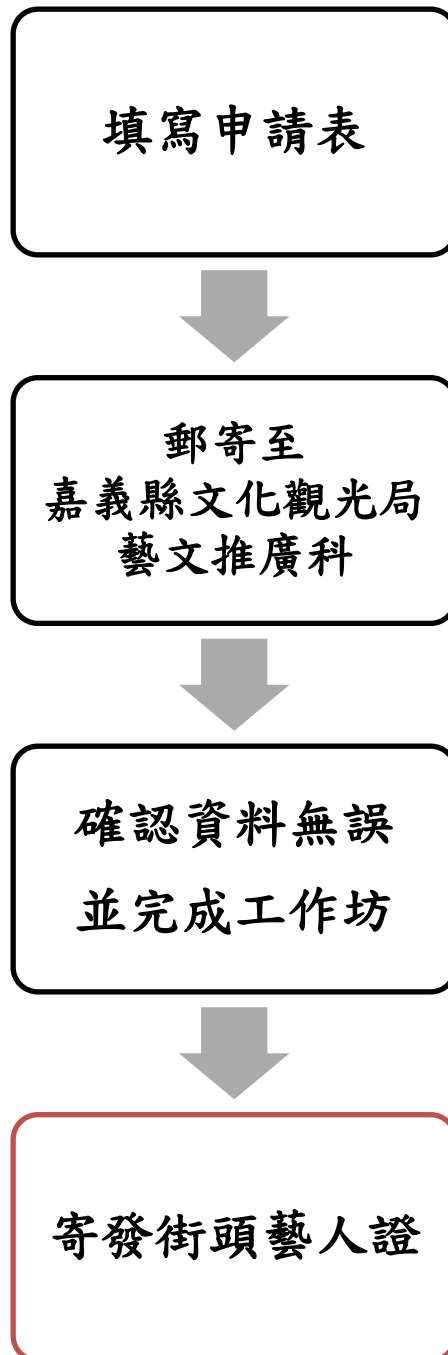 填寫申請表
郵寄至
嘉義縣文化觀光局
藝文推廣科
確認資料無誤
並完成工作坊
寄發街頭藝人證